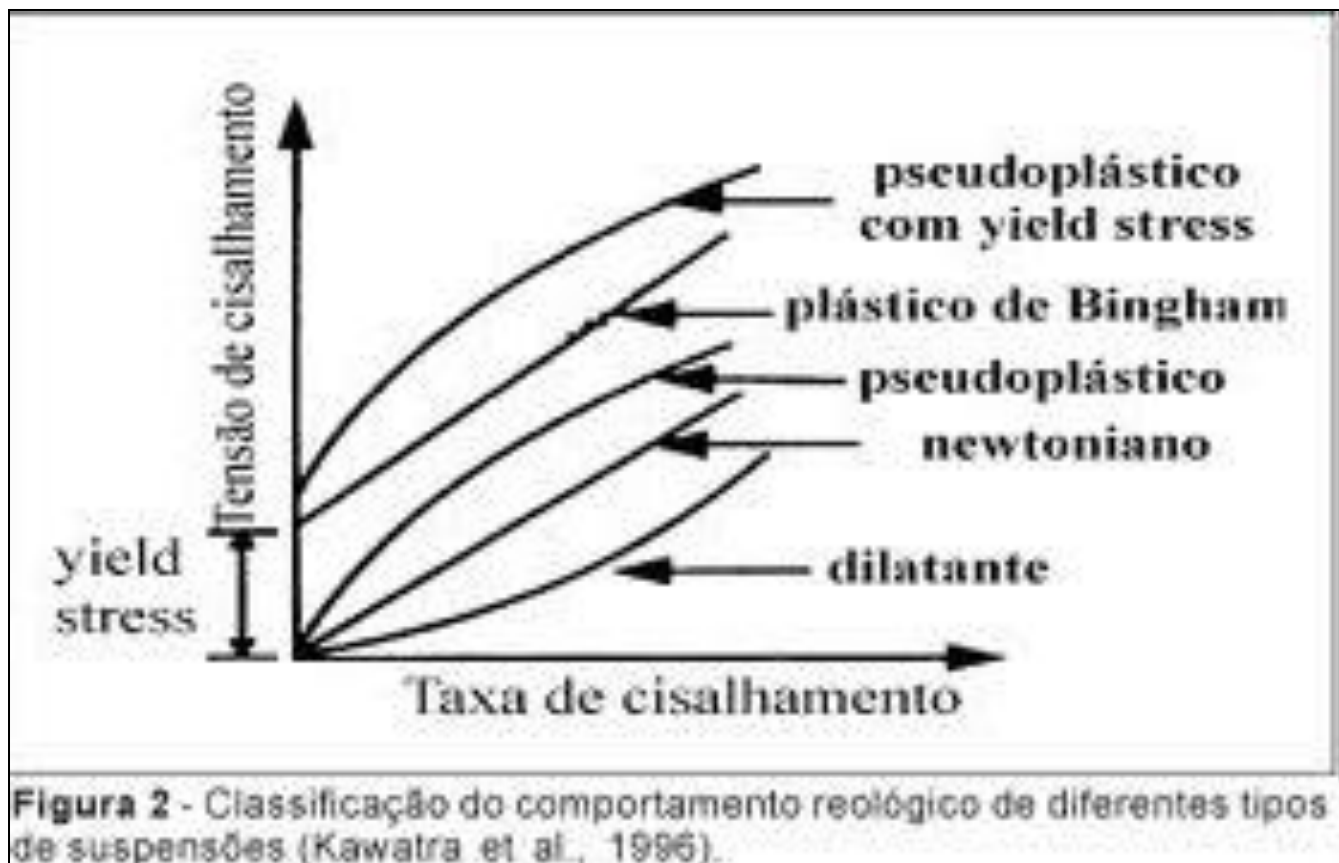 Tensão de cisalhamento
pseudoplástico
com yield stress
plástico de Bingham
pseudoplástico
newtoniano
dilatante
yield
stress
Taxa de cisalhamento
Figura 2 - Classificação do comportamento reológico de diferentes tipos
de suspensões (Kawatra et al., 1996).